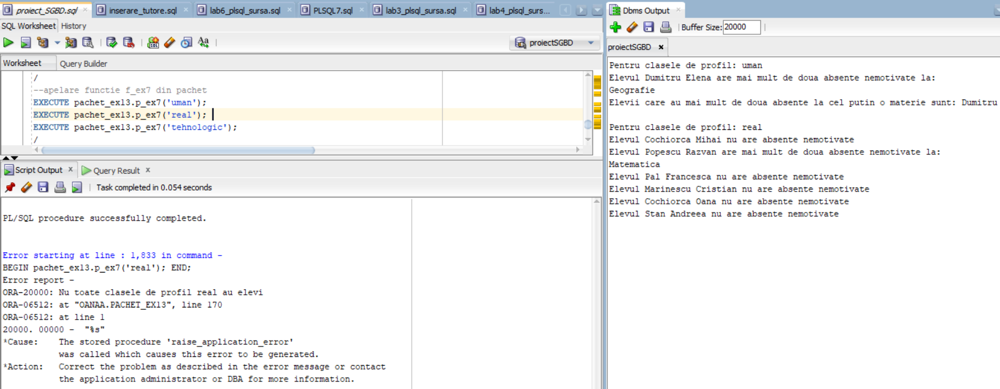 proiect_SGBD.sql inserare_tutore.sql lab6_plsql_sursa.sql PLSQL7.sql lab3_plsql_sursa.sql lab4_plsql_surs...
SQL Worksheet History
proiectSGBD
Worksheet Query Builder
/
--apelare functie f_ex7 din pachet
EXECUTE pachet_ex13.p_ex7('uman');
EXECUTE pachet_ex13.p_ex7('real');
EXECUTE pachet_ex13.p_ex7('tehnologic');
/
Script Output x Query Result x
Task completed in 0.054 seconds
PL/SQL procedure successfully completed.
Error starting at line : 1,833 in command -
BEGIN pachet_ex13.p_ex7('real'); END;
Error report -
ORA-20000: Nu toate clasele de profil real au elevi
ORA-06512: at "OANAA.PACHET_EX13", line 170
ORA-06512: at line 1
20000. 00000 - "%s"
*Cause: The stored procedure 'raise_application_error'
was called which causes this error to be generated.
*Action: Correct the problem as described in the error message or contact
the application administrator or DBA for more information.
Dbms Output
Buffer Size: 20000
proiectSGBD
Pentru clasele de profil: uman
Elevul Dumitru Elena are mai mult de doua absente nemotivate la:
Geografie
Elevii care au mai mult de doua absente la cel putin o materie sunt: Dumitru
Pentru clasele de profil: real
Elevul Cochiorca Mihai nu are absente nemotivate
Elevul Popescu Razvan are mai mult de doua absente nemotivate la:
Matematica
Elevul Pal Francesca nu are absente nemotivate
Elevul Marinescu Cristian nu are absente nemotivate
Elevul Cochiorca Oana nu are absente nemotivate
Elevul Stan Andreea nu are absente nemotivate